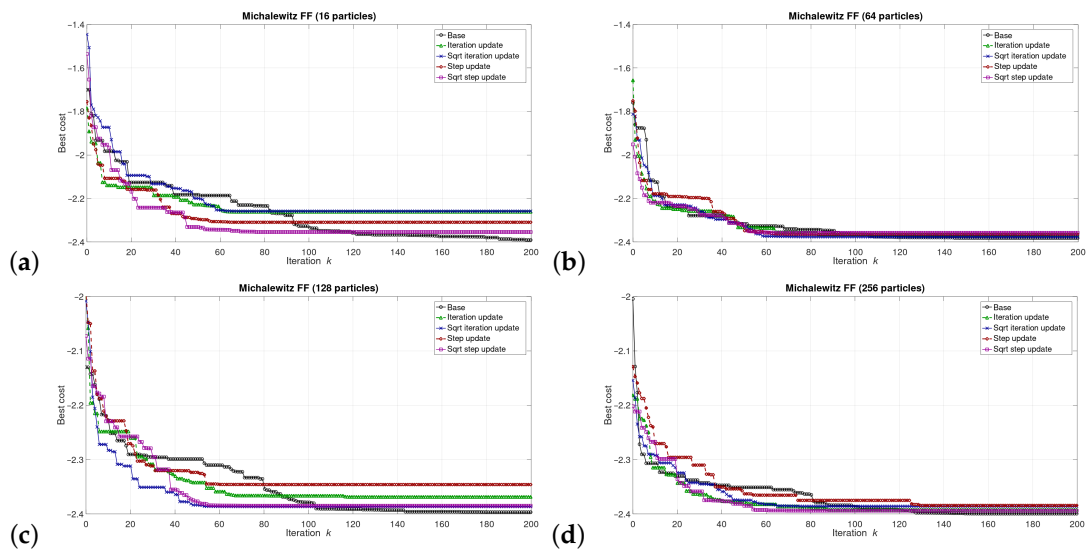 Michalewitz FF (16 particles)
-1.4
-1.6
-1.8
-2
-2.2
-2.4
Best cost
Base
Iteration update
Sqrt iteration update
Step update
Sqrt step update
0 20 40 60 80 100 120 140 160 180 200
Iteration k
(a)
Michalewitz FF (64 particles)
-1.4
-1.6
-1.8
-2
-2.2
-2.4
Best cost
Base
Iteration update
Sqrt iteration update
Step update
Sqrt step update
0 20 40 60 80 100 120 140 160 180 200
Iteration k
(b)
Michalewitz FF (128 particles)
-2
-2.1
-2.2
-2.3
-2.4
Best cost
Base
Iteration update
Sqrt iteration update
Step update
Sqrt step update
0 20 40 60 80 100 120 140 160 180 200
Iteration k
(c)
Michalewitz FF (256 particles)
-2
-2.1
-2.2
-2.3
-2.4
Best cost
Base
Iteration update
Sqrt iteration update
Step update
Sqrt step update
0 20 40 60 80 100 120 140 160 180 200
Iteration k
(d)